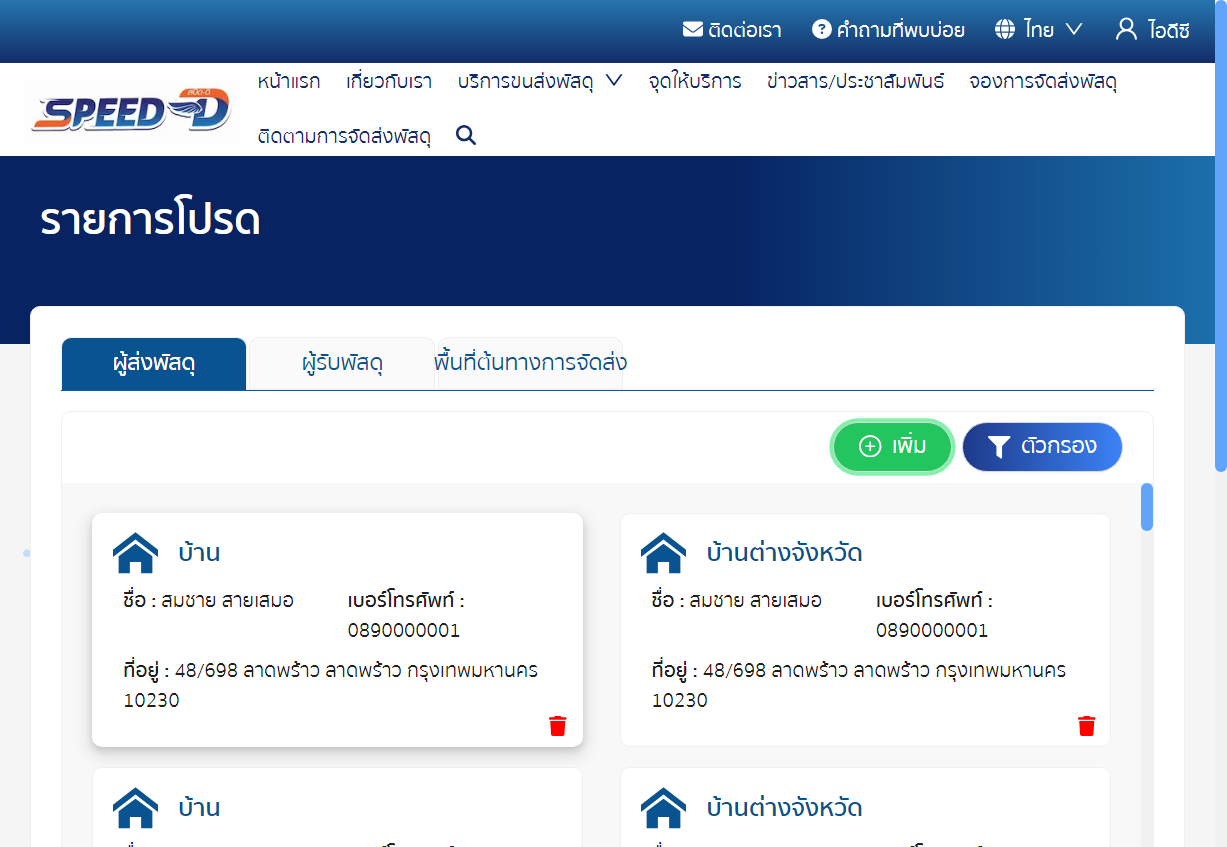 ติดต่อเรา คำถามที่พบบ่อย ไทย ไอดีซี
หน้าแรก เกี่ยวกับเรา บริการขนส่งพัสดุ จุดให้บริการ ข่าวสาร/ประชาสัมพันธ์ จองการจัดส่งพัสดุ
SPEED-D
ติดตามการจัดส่งพัสดุ
รายการโปรด
ผู้ส่งพัสดุ ผู้รับพัสดุ พื้นที่ต้นทางการจัดส่ง
เพิ่ม ตัวกรอง
บ้าน
ชื่อ : สมชาย สายเสมอ เบอร์โทรศัพท์ :
0890000001
ที่อยู่ : 48/698 ลาดพร้าว ลาดพร้าว กรุงเทพมหานคร
10230
บ้านต่างจังหวัด
ชื่อ : สมชาย สายเสมอ เบอร์โทรศัพท์ :
0890000001
ที่อยู่ : 48/698 ลาดพร้าว ลาดพร้าว กรุงเทพมหานคร
10230
บ้าน
บ้านต่างจังหวัด